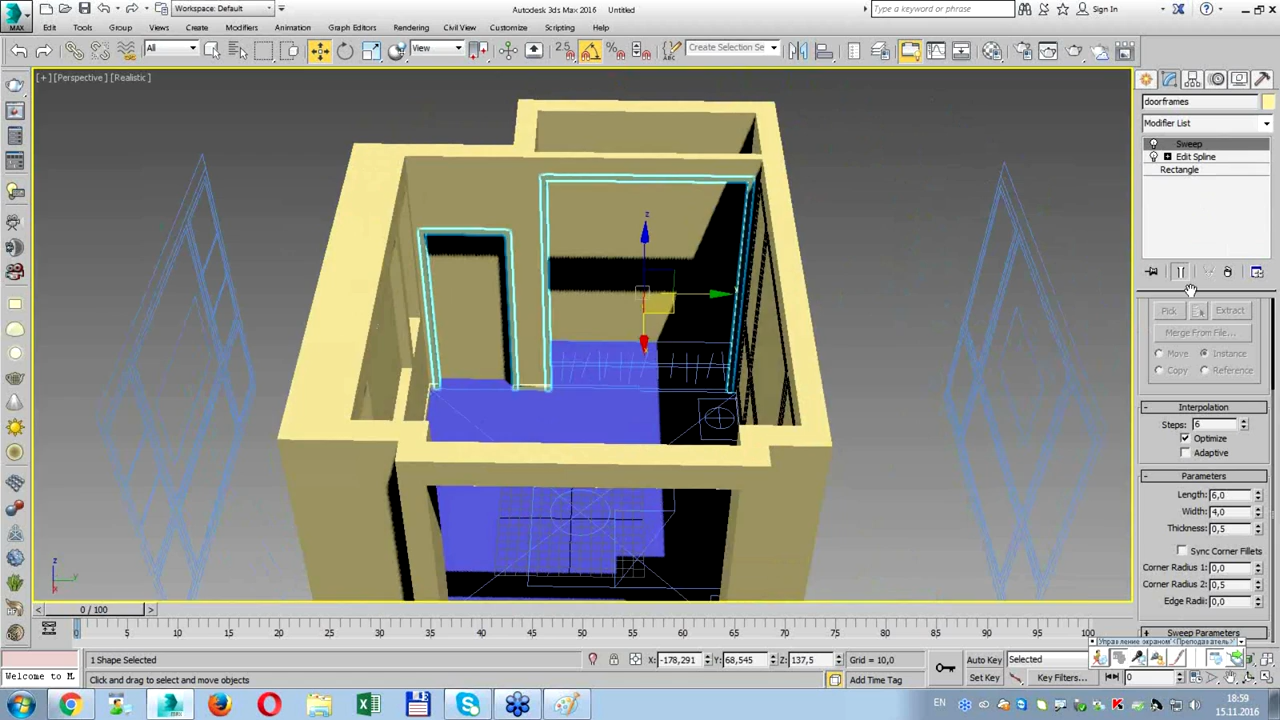 Workspace: Default
Autodesk 3ds Max 2016 Untitled
Type a keyword or phrase
Sign In
MAX
Edit Tools Group Views Create Modifiers Animation Graph Editors Rendering Civil View Customize Scripting Help
All
View
2.5
Create Selection Se
[+] [Perspective] [Realistic]
doorframes
Modifier List
Sweep
Edit Spline
Rectangle
Pick
Extract
Merge From File...
Move Instance
Copy Reference
Interpolation
Steps: 6
Optimize
Adaptive
Parameters
Length: 6,0
Width: 4,0
Thickness: 0,5
Sync Corner Fillets
Corner Radius 1: 0,0
Corner Radius 2: 0,5
Edge Radii: 0,0
Sweep Parameters
z
z
y
x
0 / 100
0 5 10 15 20 25 30 35 40 45 50 55 60 65 70 75 80 85 90 95 100
Управление экраном <Преподаватель>
1 Shape Selected
X: -178,291 Y: 68,545 Z: 137,5 Grid = 10,0
Auto Key Selected
Welcome to M
Click and drag to select and move objects
Add Time Tag
Set Key Key Filters... 0
EN
18:59
15.11.2016